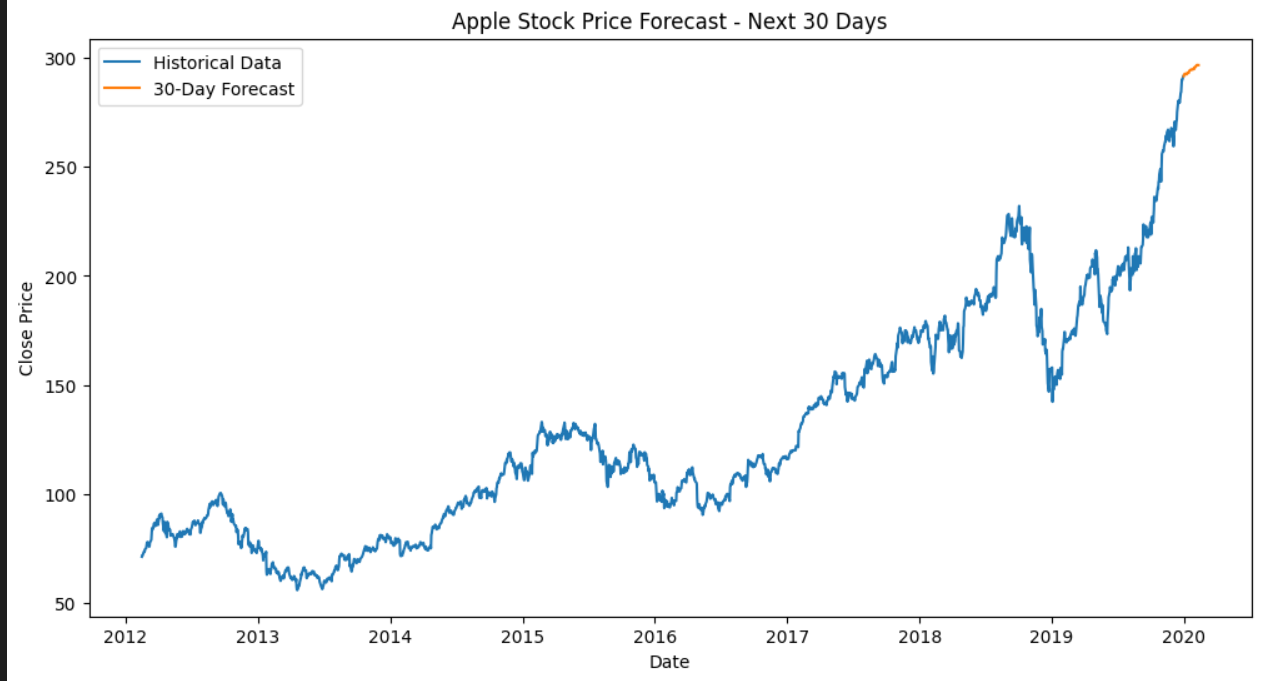 Apple Stock Price Forecast - Next 30 Days
Historical Data
30-Day Forecast
300
250
200
150
100
50
Close Price
2012 2013 2014 2015 2016 2017 2018 2019 2020
Date